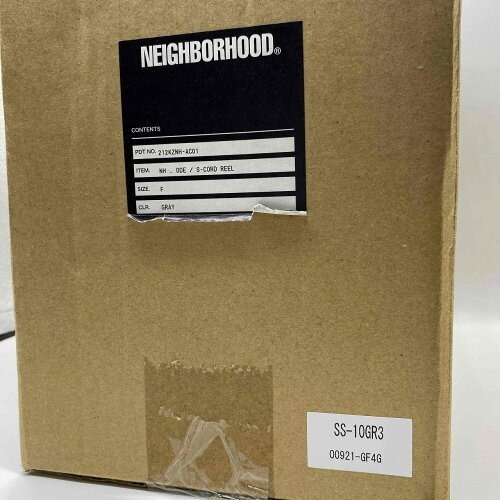 NEIGHBORHOOD®
CONTENTS
PDT NO. 212KZNH-AC01
ITEM. NH . ODE / S-CORD REEL
SIZE. F
CLR. GRAY
SS-10GR3
00921-GF4G